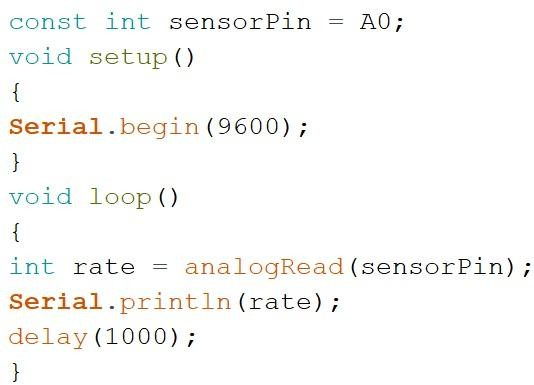 const int sensorPin = A0;
void setup()
{
Serial.begin(9600);
}
void loop()
{
int rate = analogRead(sensorPin);
Serial.println(rate);
delay(1000);
}